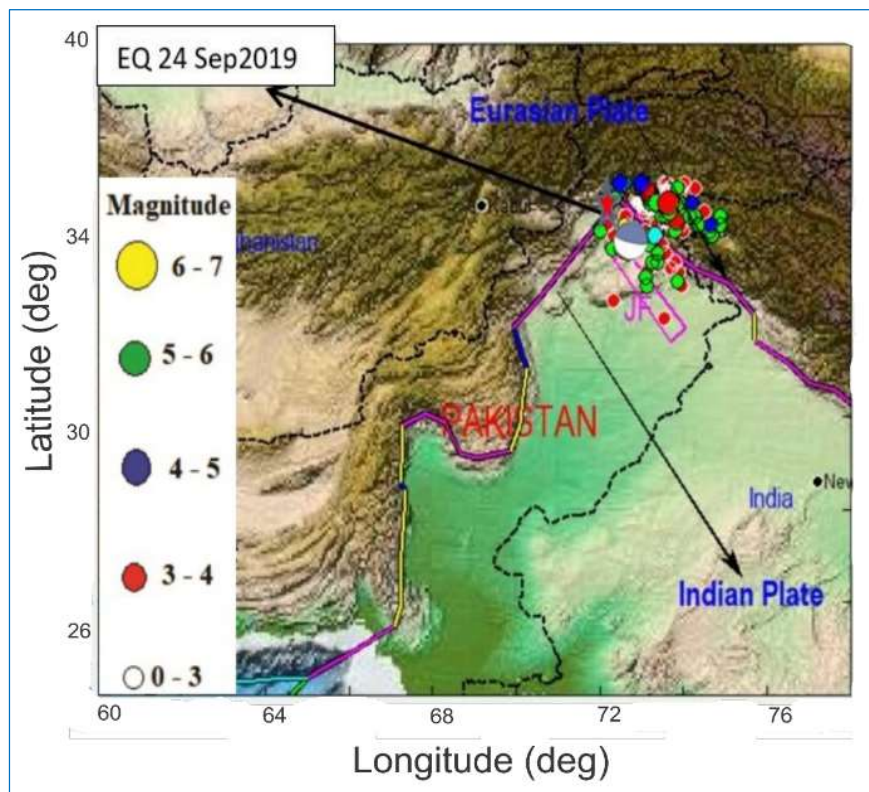 40
EQ 24 Sep2019
Eurasian Plate
Magnitude
6 - 7
5 - 6
4 - 5
3 - 4
0 - 3
34
30
26
JF
PAKISTAN
India
New
Indian Plate
60
64
68
72
76
Latitude (deg)
Longitude (deg)